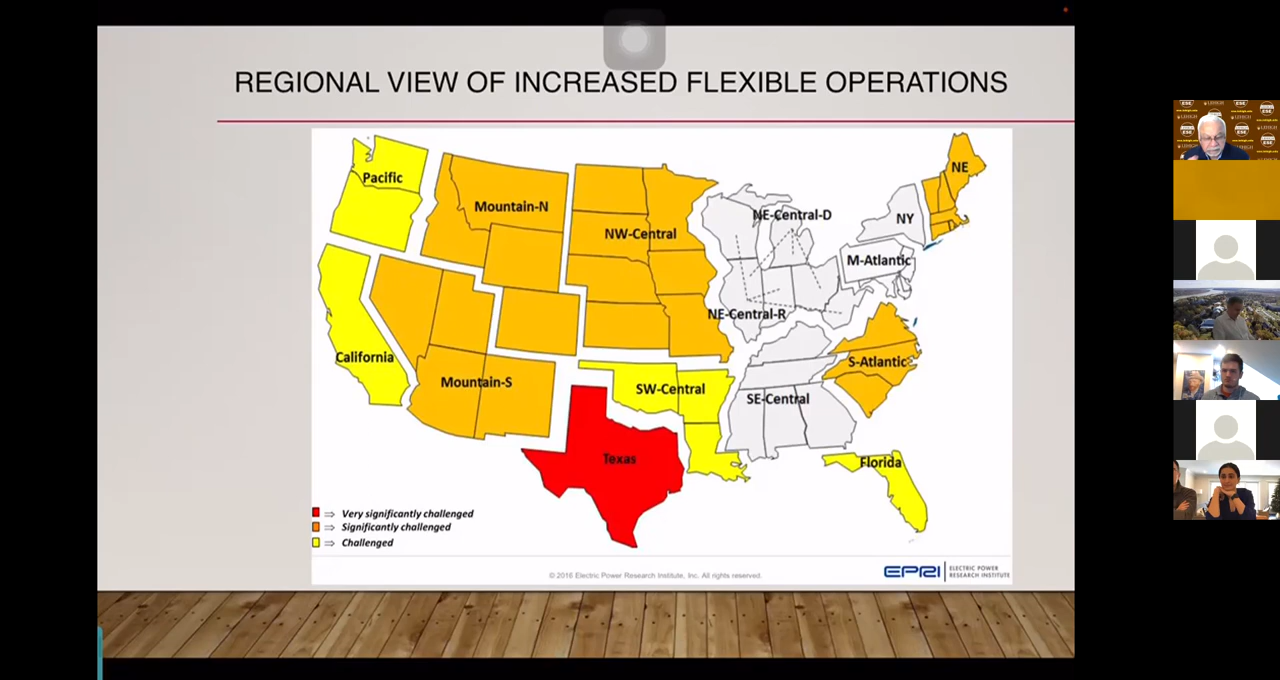 REGIONAL VIEW OF INCREASED FLEXIBLE OPERATIONS
Pacific
Mountain-N
NW-Central
NE-Central-D
NE
NY
M-Atlantic
NE-Central-R
California
Mountain-S
SW-Central
SE-Central
S-Atlantic
Texas
Florida
⇒ Very significantly challenged
⇒ Significantly challenged
⇒ Challenged
© 2016 Electric Power Research Institute, Inc. All rights reserved.
EPRI
ELECTRIC POWER
RESEARCH INSTITUTE